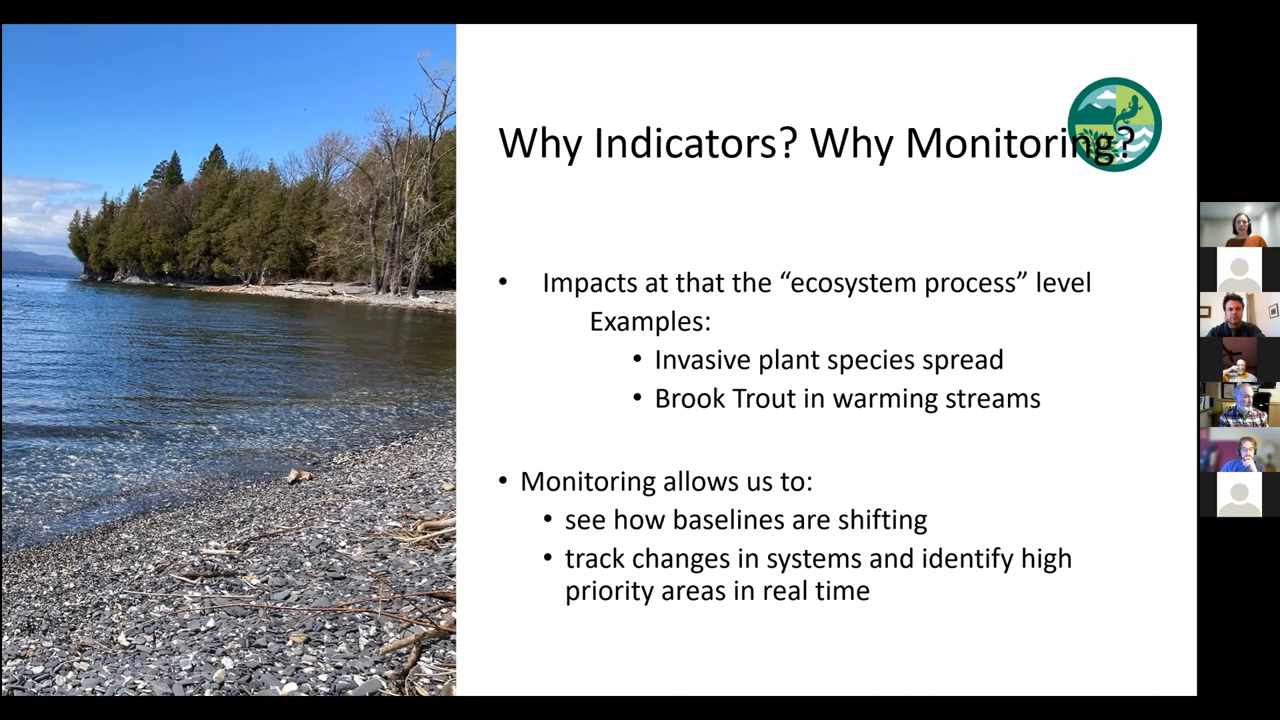 Why Indicators? Why Monitoring?
• Impacts at that the “ecosystem process” level
Examples:
• Invasive plant species spread
• Brook Trout in warming streams
• Monitoring allows us to:
• see how baselines are shifting
• track changes in systems and identify high
priority areas in real time